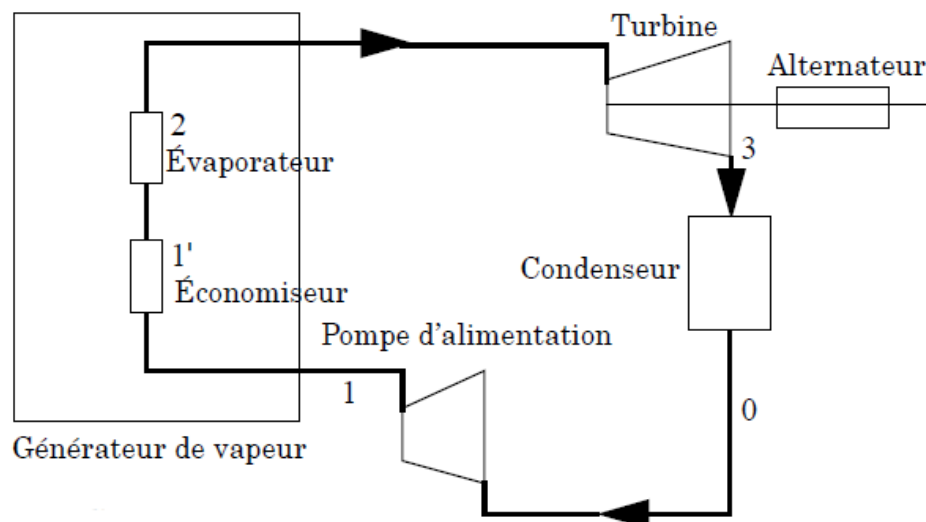 Turbine
Alternateur
2
Évaporateur
3
1'
Économiseur
Condenseur
Pompe d'alimentation
1
0
Générateur de vapeur